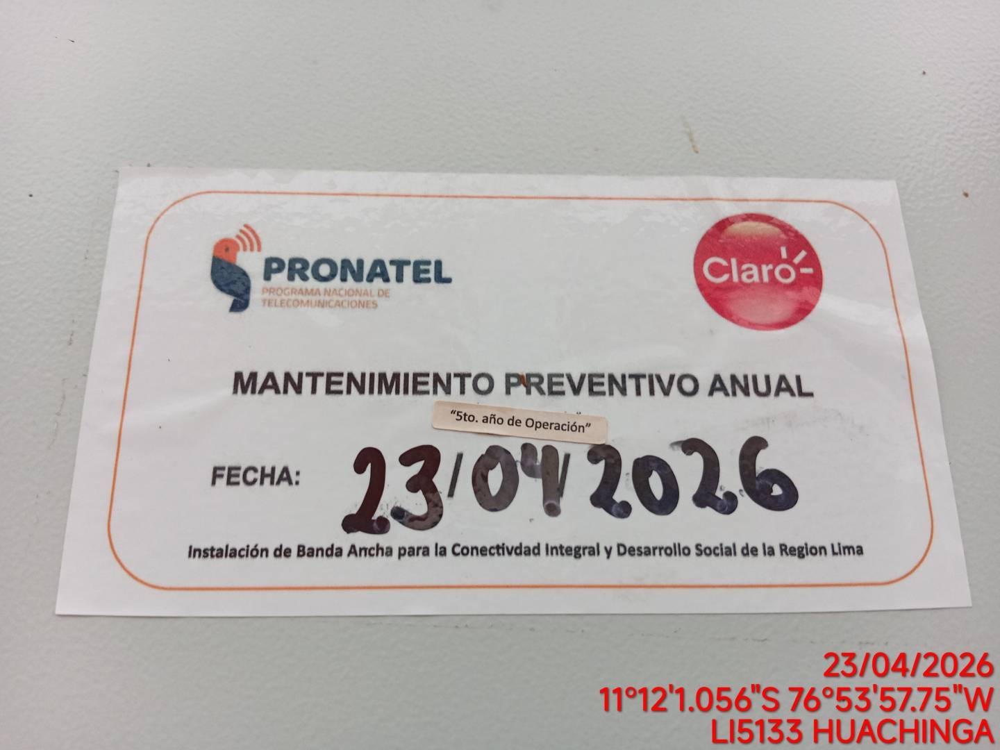 PRONATEL
PROGRAMA NACIONAL DE
TELECOMUNICACIONES
Claro
MANTENIMIENTO PREVENTIVO ANUAL
"5to. año de Operación"
FECHA: 23/04/2026
Instalación de Banda Ancha para la Conectivdad Integral y Desarrollo Social de la Region Lima
23/04/2026
11°12'1.056"S 76°53'57.75"W
LI5133 HUACHINGA